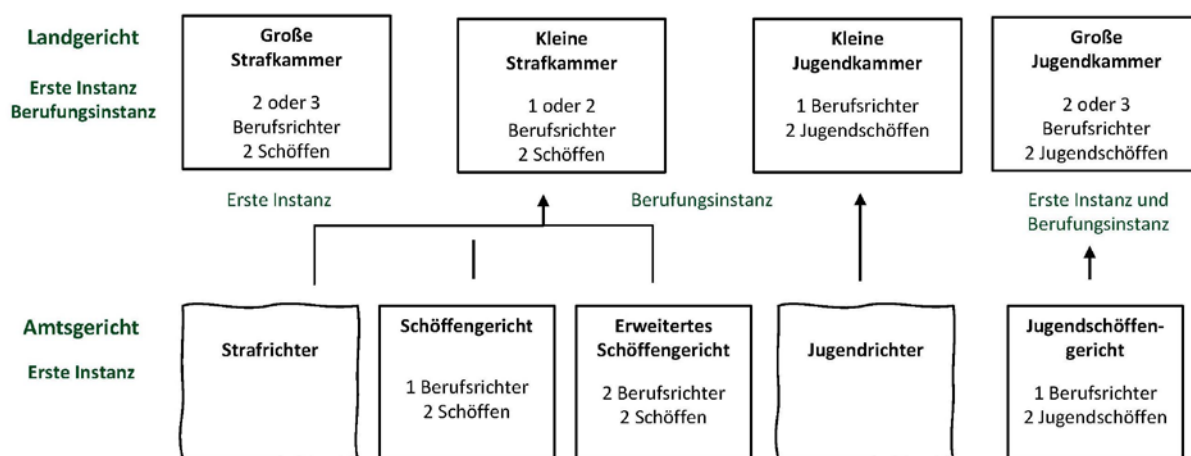 Landgericht
Erste Instanz
Berufungsinstanz
Große
Strafkammer
2 oder 3
Berufsrichter
2 Schöffen
Kleine
Strafkammer
1 oder 2
Berufsrichter
2 Schöffen
Kleine
Jugendkammer
1 Berufsrichter
2 Jugendschöffen
Große
Jugendkammer
2 oder 3
Berufsrichter
2 Jugendschöffen
Erste Instanz
Berufungsinstanz
Erste Instanz und
Berufungsinstanz
Amtsgericht
Erste Instanz
Strafrichter
Schöffengericht
1 Berufsrichter
2 Schöffen
Erweitertes
Schöffengericht
2 Berufsrichter
2 Schöffen
Jugendrichter
Jugendschöffen-
gericht
1 Berufsrichter
2 Jugendschöffen